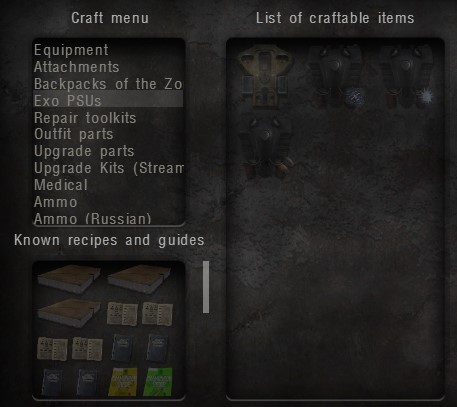 Craft menu
List of craftable items
Equipment
Attachments
Backpacks of the Zo
Exo PSUs
Repair toolkits
Outfit parts
Upgrade parts
Upgrade Kits (Stream
Medical
Ammo
Ammo (Russian)
Known recipes and guides